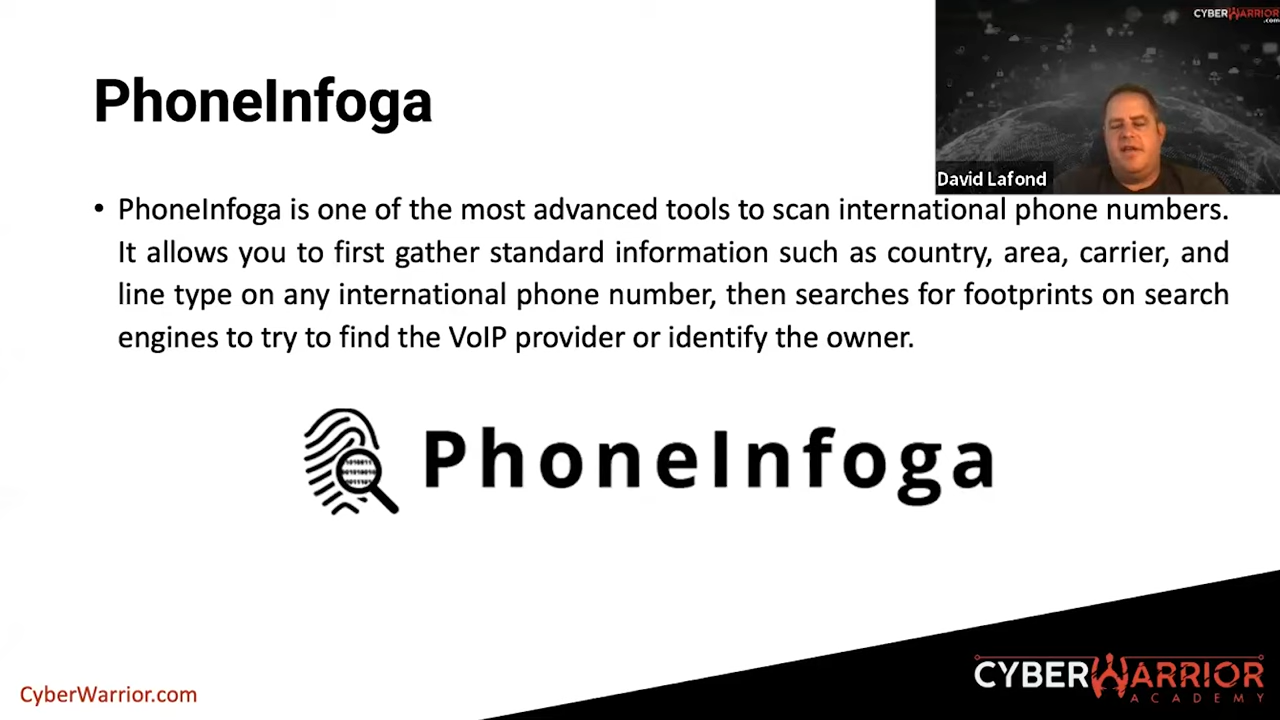 PhoneInfoga
CYBERWARRIOR
.com
David Lafond
• PhoneInfoga is one of the most advanced tools to scan international phone numbers.
It allows you to first gather standard information such as country, area, carrier, and
line type on any international phone number, then searches for footprints on search
engines to try to find the VoIP provider or identify the owner.
PhoneInfoga
CyberWarrior.com
CYBERWARRIOR
ACADEMY